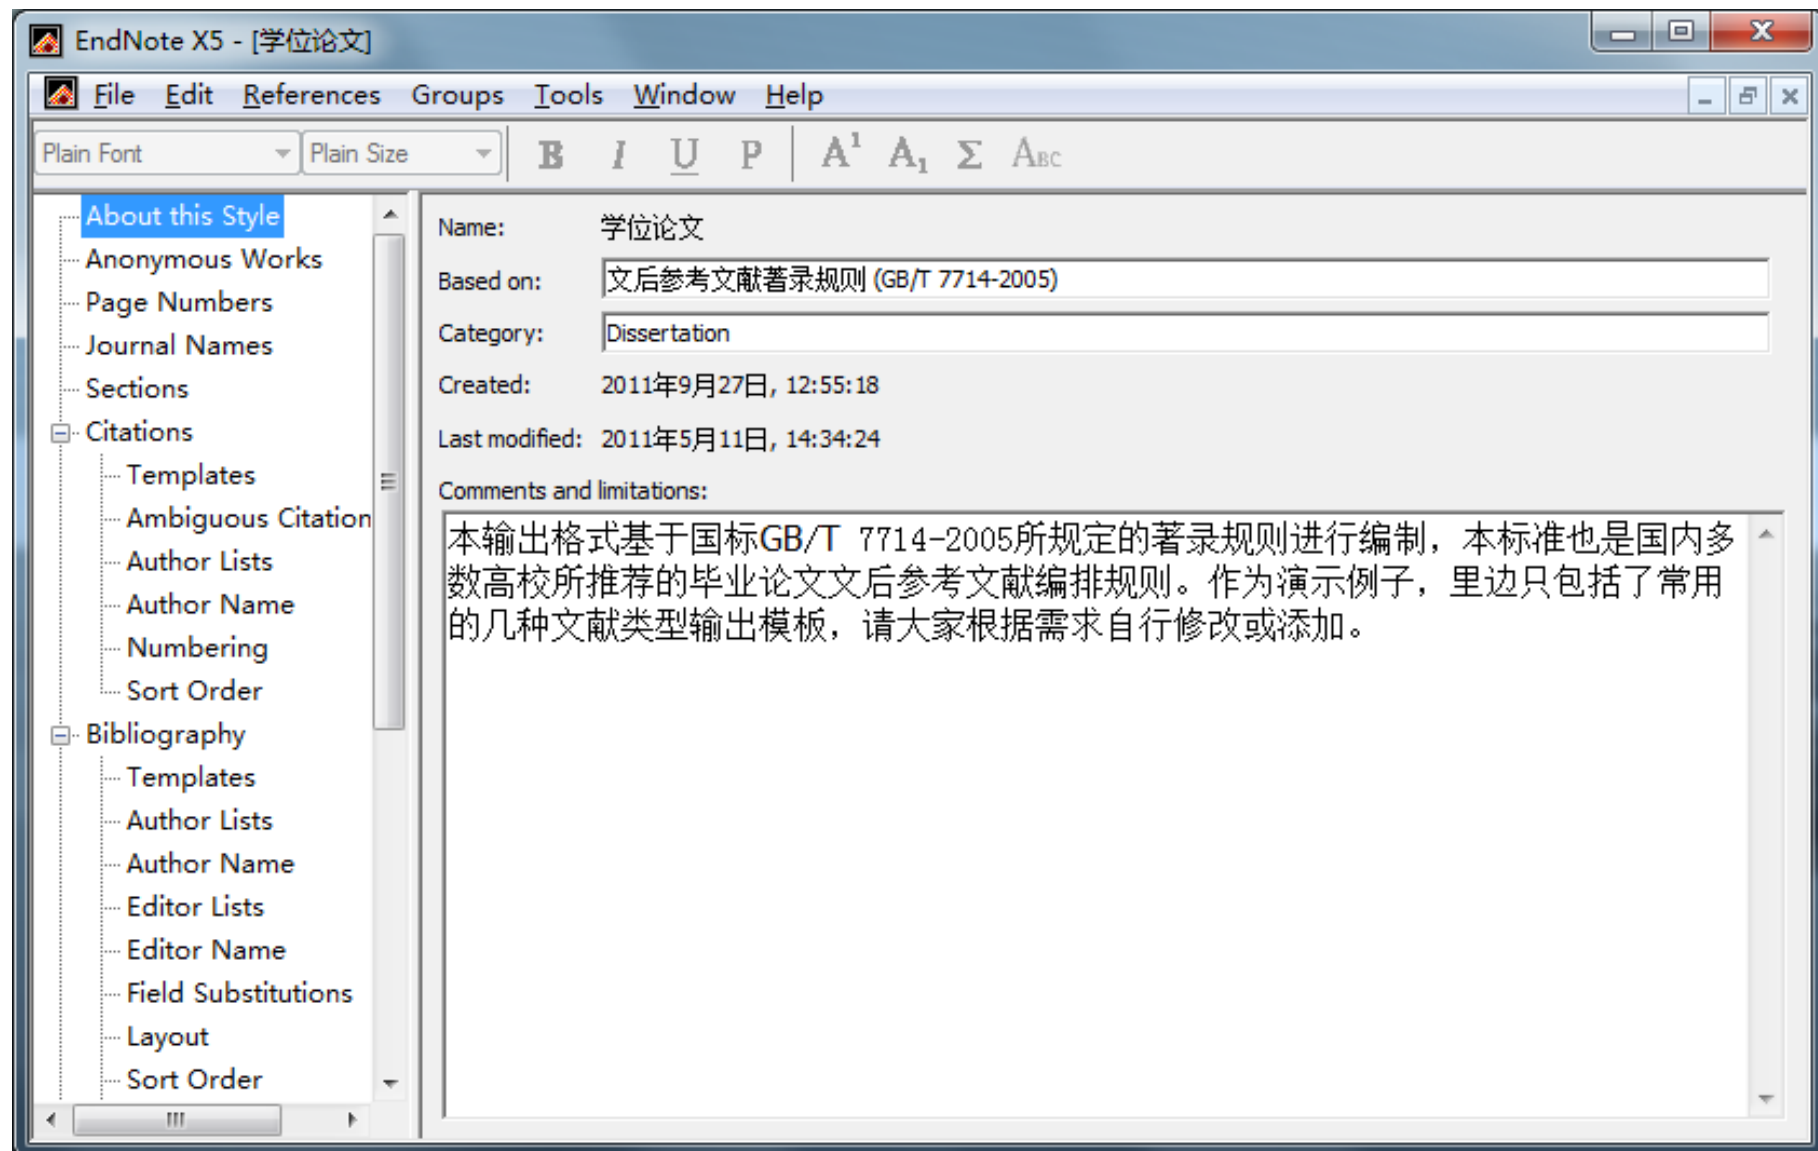 EndNote X5 - [学位论文]
File Edit References Groups Tools Window Help
Plain Font Plain Size B I U P A¹ A₁ Σ ABC
About this Style
Anonymous Works
Page Numbers
Journal Names
Sections
Citations
Templates
Ambiguous Citation
Author Lists
Author Name
Numbering
Sort Order
Bibliography
Templates
Author Lists
Author Name
Editor Lists
Editor Name
Field Substitutions
Layout
Sort Order
Name: 学位论文
Based on: 文后参考文献著录规则 (GB/T 7714-2005)
Category: Dissertation
Created: 2011年9月27日, 12:55:18
Last modified: 2011年5月11日, 14:34:24
Comments and limitations:
本输出格式基于国标GB/T 7714-2005所规定的著录规则进行编制，本标准也是国内多
数高校所推荐的毕业论文文后参考文献编排规则。作为演示例子，里边只包括了常用
的几种文献类型输出模板，请大家根据需求自行修改或添加。